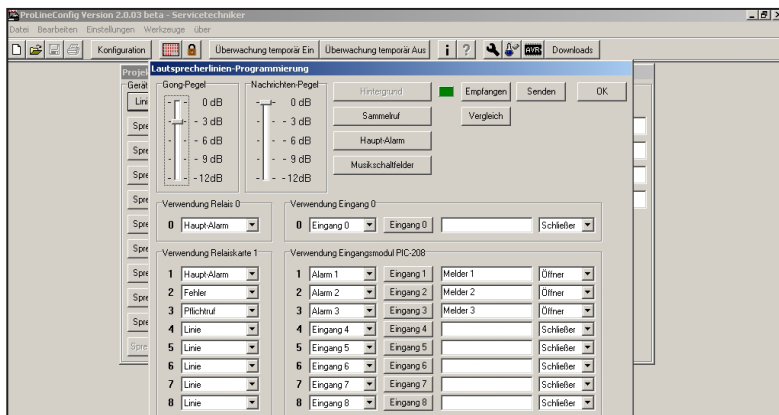 ProLineConfig Version 2.0.03 beta - Servicetechniker
Datei Bearbeiten Einstellungen Werkzeuge über
Konfiguration Überwachung temporär Ein Überwachung temporär Aus i ? AVR Downloads
Lautsprecherlinien-Programmierung
Gong-Pegel Nachrichten-Pegel
0 dB 0 dB Hintergrund Empfangen Senden OK
- 3 dB - 3 dB Sammelruf Vergleich
- 6 dB - 6 dB Haupt-Alarm
- 9 dB - 9 dB Musikschaltfelder
-12dB -12dB
Verwendung Relais 0 Verwendung Eingang 0
0 Haupt-Alarm 0 Eingang 0 Eingang 0 Schließer
Verwendung Relaiskarte 1 Verwendung Eingangsmodul PIC-208
1 Haupt-Alarm 1 Alarm 1 Eingang 1 Melder 1 Öffner
2 Fehler 2 Alarm 2 Eingang 2 Melder 2 Öffner
3 Pflichtruf 3 Alarm 3 Eingang 3 Melder 3 Öffner
4 Linie 4 Eingang 4 Eingang 4 Schließer
5 Linie 5 Eingang 5 Eingang 5 Schließer
6 Linie 6 Eingang 6 Eingang 6 Schließer
7 Linie 7 Eingang 7 Eingang 7 Schließer
8 Linie 8 Eingang 8 Eingang 8 Schließer
Projek
Gerät
Lini
Spre
Spre
Spre
Spre
Spre
Spre
Spre
Spre
Spre
Spre